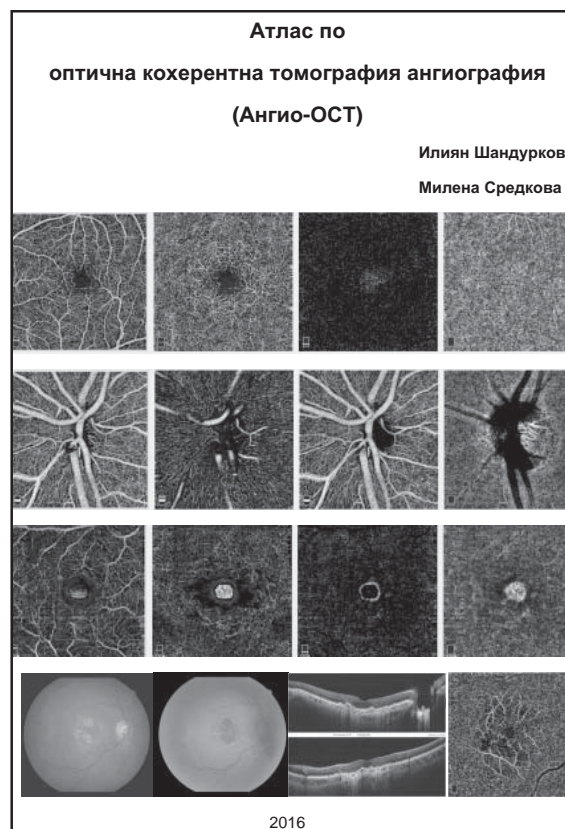 Атлас по
оптична кохерентна томография ангиография
(Ангио-ОСТ)
Илиян Шандурков
Милена Средкова
2016